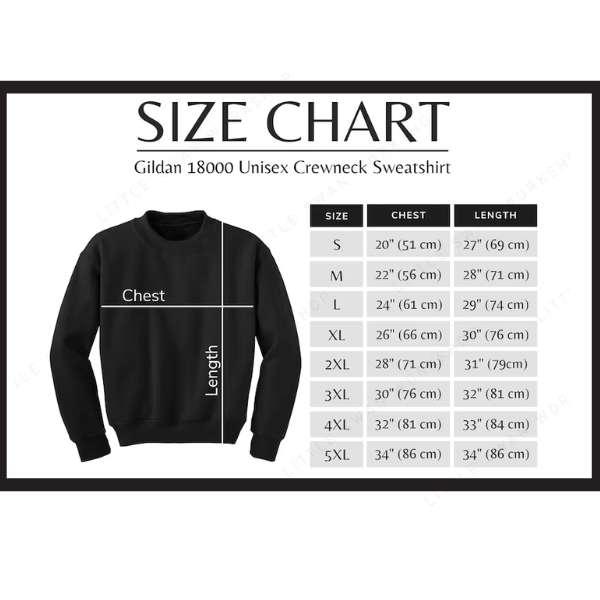 SIZE CHART
Gildan 18000 Unisex Crewneck Sweatshirt
Chest
Length
SIZE CHEST LENGTH
S 20" (51 cm) 27" (69 cm)
M 22" (56 cm) 28" (71 cm)
L 24" (61 cm) 29" (74 cm)
XL 26" (66 cm) 30" (76 cm)
2XL 28" (71 cm) 31" (79cm)
3XL 30" (76 cm) 32" (81 cm)
4XL 32" (81 cm) 33" (84 cm)
5XL 34" (86 cm) 34" (86 cm)